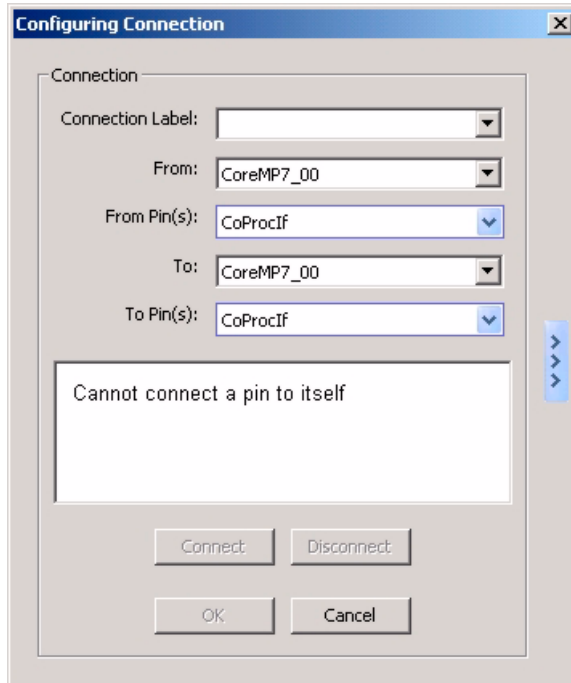 Configuring Connection
Connection
Connection Label:
From: CoreMP7_00
From Pin(s): CoProcIf
To: CoreMP7_00
To Pin(s): CoProcIf
Cannot connect a pin to itself
Connect Disconnect
OK Cancel